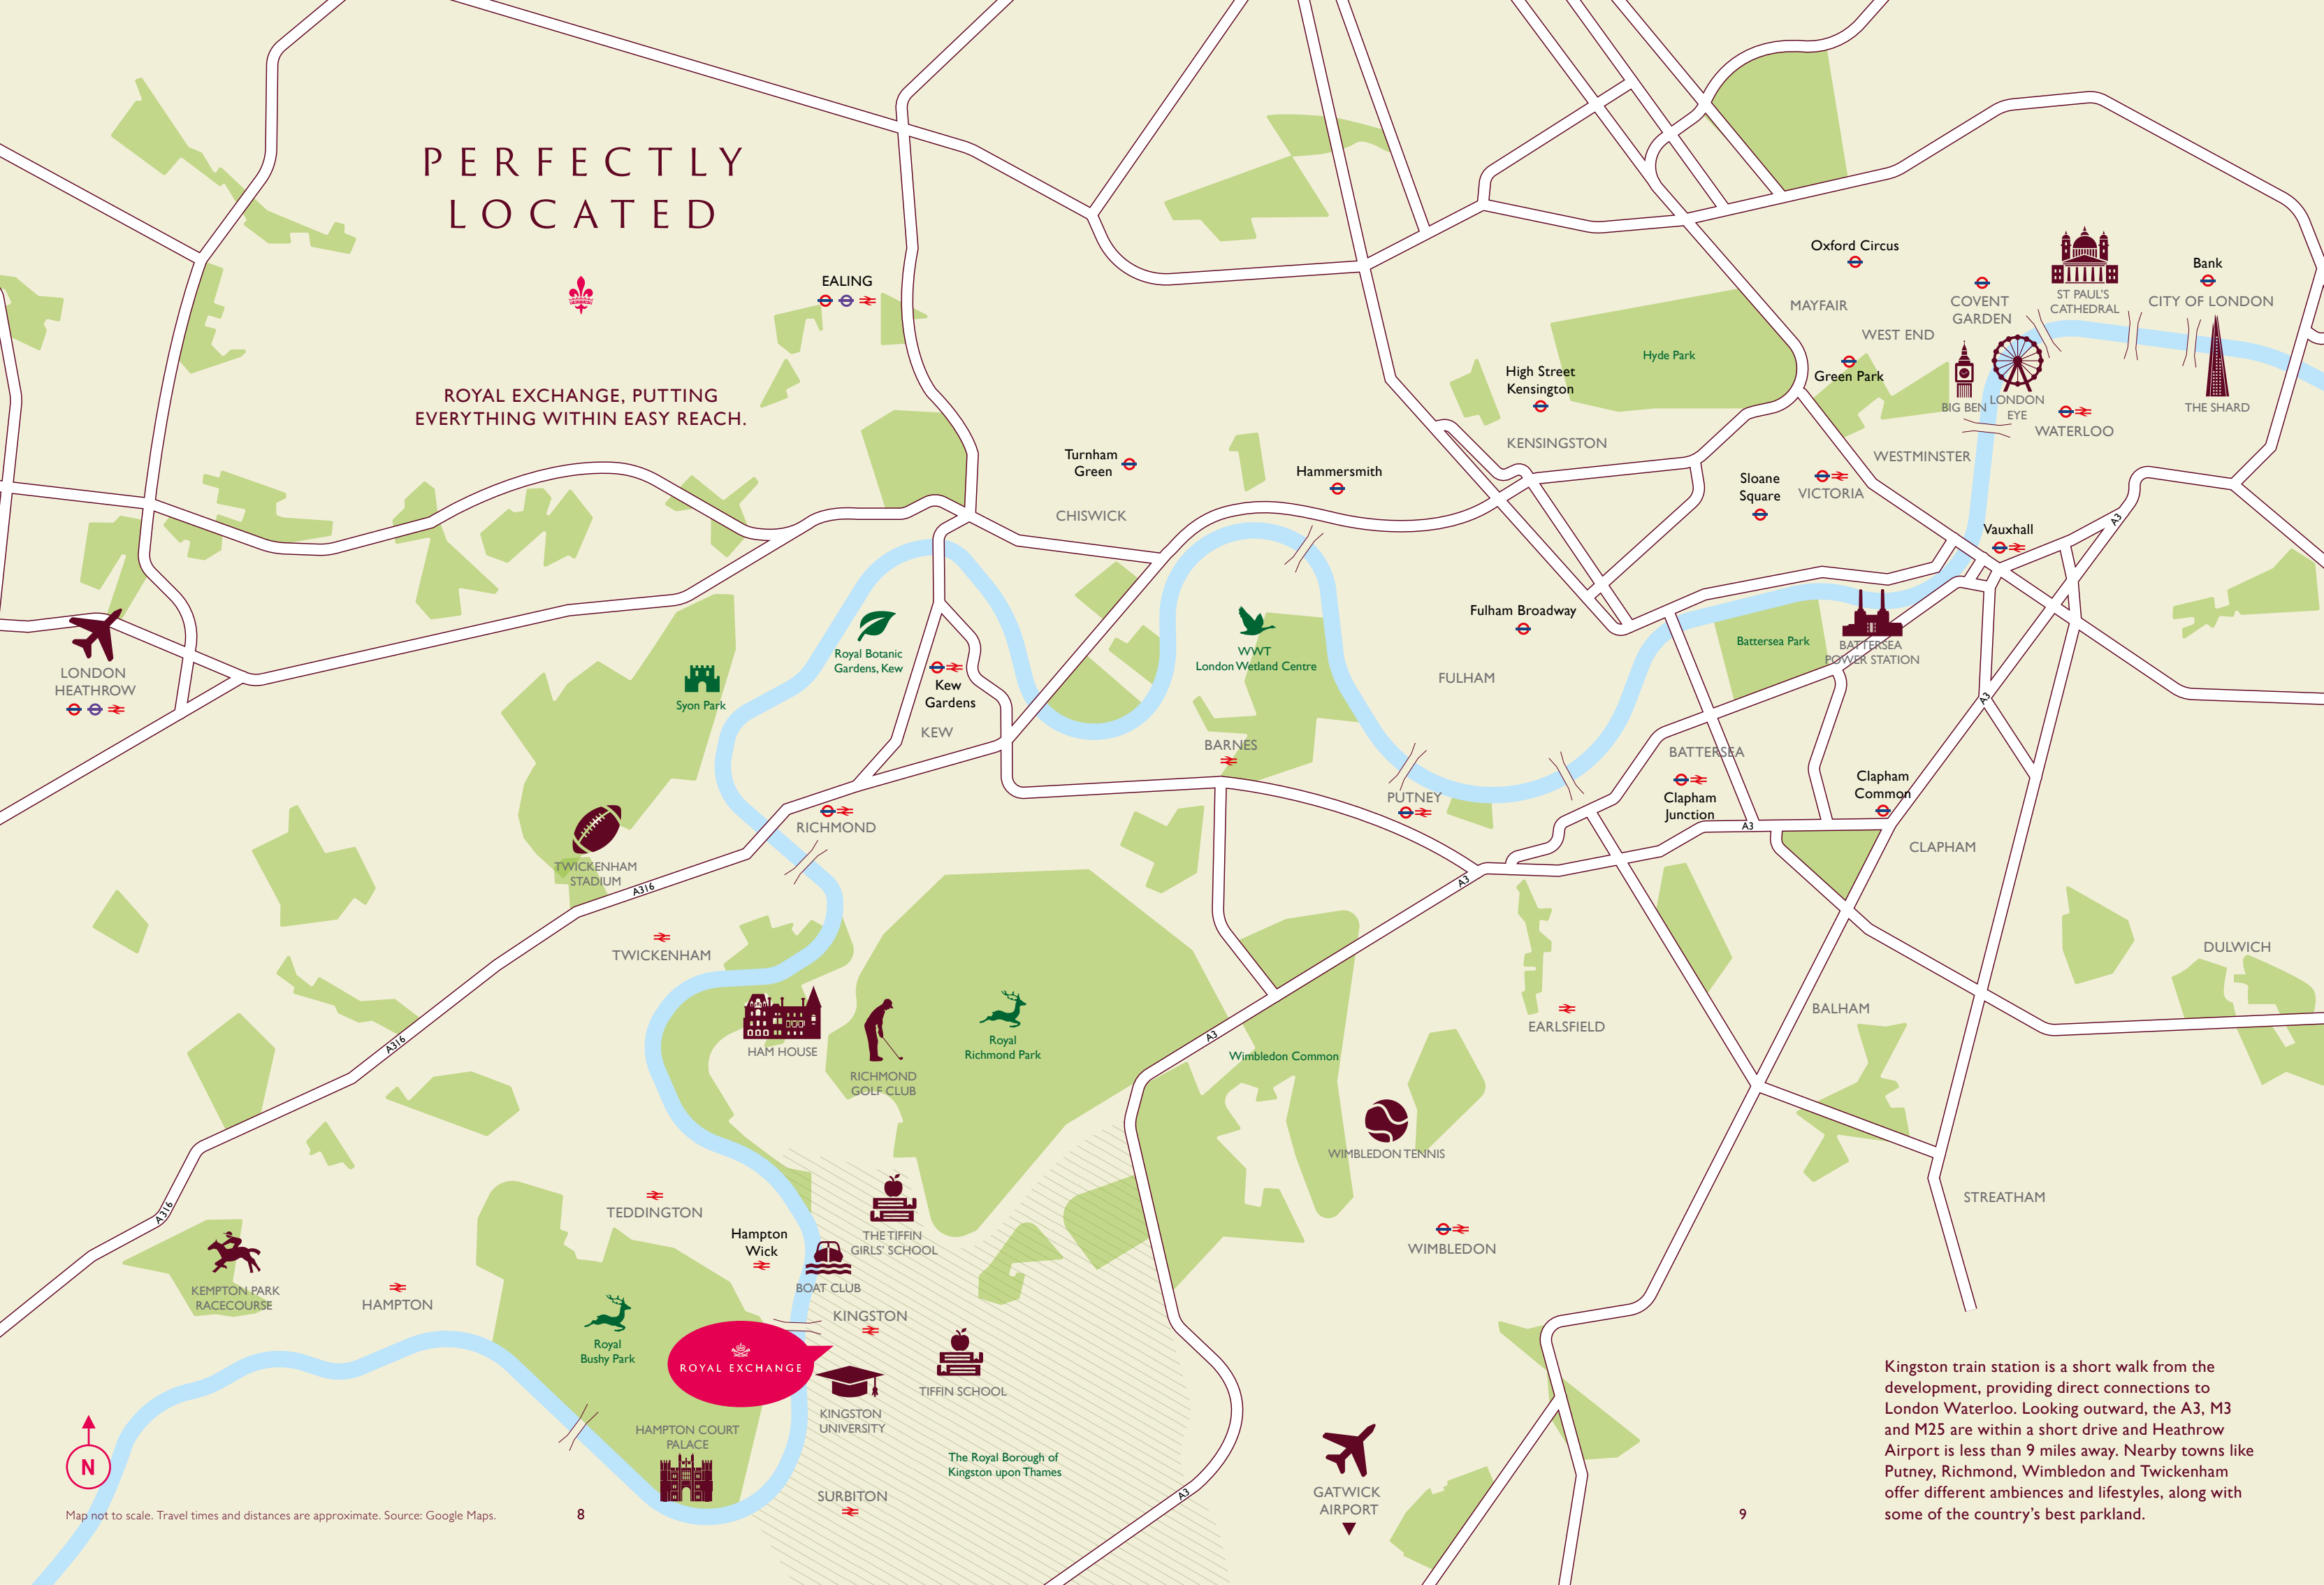 PERFECTLY
LOCATED
ROYAL EXCHANGE, PUTTING
EVERYTHING WITHIN EASY REACH.
EALING
Oxford Circus
MAYFAIR
WEST END
COVENT
GARDEN
ST PAUL'S
CATHEDRAL
Bank
CITY OF LONDON
Hyde Park
Green Park
BIG BEN
LONDON
EYE
WATERLOO
THE SHARD
High Street
Kensington
KENSINGTON
WESTMINSTER
Turnham
Green
CHISWICK
Hammersmith
Sloane
Square
VICTORIA
Vauxhall
A3
LONDON
HEATHROW
Syon Park
Royal Botanic
Gardens, Kew
Kew
Gardens
KEW
WWT
London Wetland Centre
Fulham Broadway
FULHAM
Battersea Park
BATTERSEA
POWER STATION
A3
BARNES
PUTNEY
BATTERSEA
Clapham
Junction
Clapham
Common
A3
CLAPHAM
RICHMOND
TWICKENHAM
STADIUM
A316
A3
TWICKENHAM
DULWICH
HAM HOUSE
RICHMOND
GOLF CLUB
Royal
Richmond Park
A3
Wimbledon Common
EARLSFIELD
BALHAM
A316
WIMBLEDON TENNIS
STREATHAM
A316
TEDDINGTON
Hampton
Wick
THE TIFFIN
GIRLS' SCHOOL
WIMBLEDON
KEMPTON PARK
RACECOURSE
HAMPTON
BOAT CLUB
KINGSTON
Royal
Bushy Park
ROYAL EXCHANGE
TIFFIN SCHOOL
KINGSTON
UNIVERSITY
HAMPTON COURT
PALACE
The Royal Borough of
Kingston upon Thames
SURBITON
A3
GATWICK
AIRPORT
N
Map not to scale. Travel times and distances are approximate. Source: Google Maps.
8
9
Kingston train station is a short walk from the
development, providing direct connections to
London Waterloo. Looking outward, the A3, M3
and M25 are within a short drive and Heathrow
Airport is less than 9 miles away. Nearby towns like
Putney, Richmond, Wimbledon and Twickenham
offer different ambiences and lifestyles, along with
some of the country's best parkland.